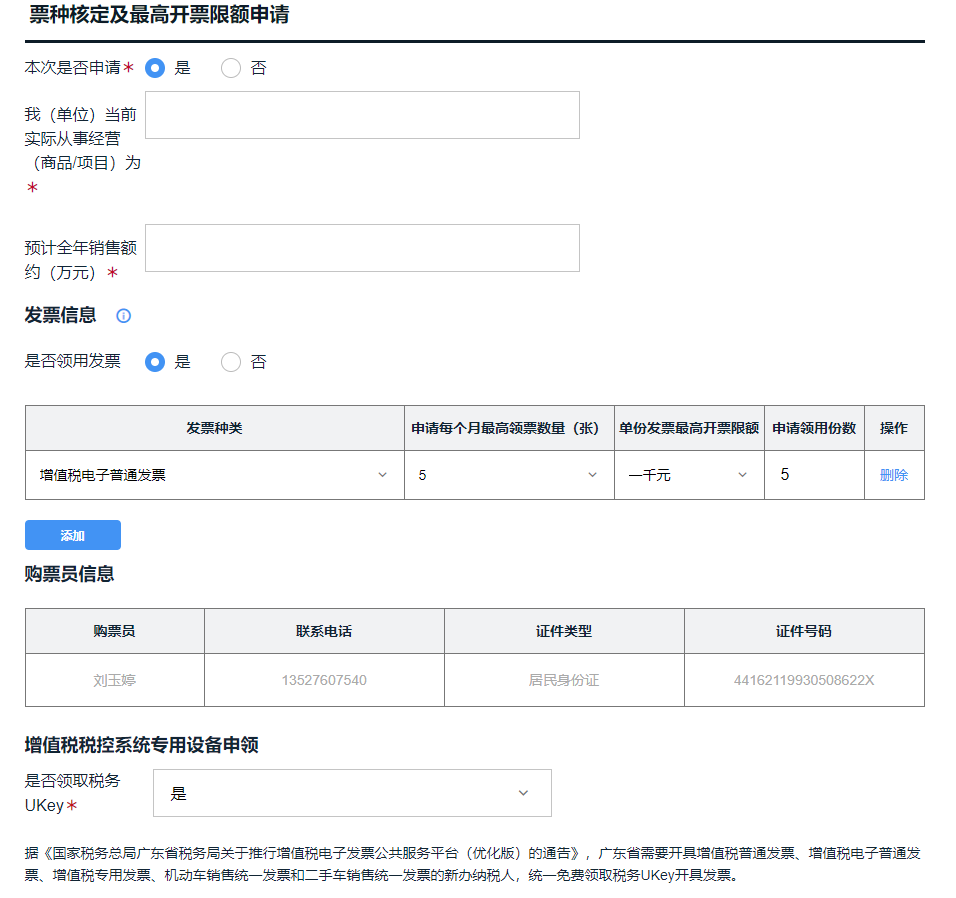 票种核定及最高开票限额申请
本次是否申请* 是 否
我（单位）当前
实际从事经营
（商品/项目）为
*
预计全年销售额
约（万元）*
发票信息
是否领用发票 是 否
发票种类 申请每个月最高领票数量（张） 单份发票最高开票限额 申请领用份数 操作
增值税电子普通发票 5 一千元 5 删除
添加
购票员信息
购票员 联系电话 证件类型 证件号码
刘玉婷 13527607540 居民身份证 44162119930508622X
增值税税控系统专用设备申领
是否领取税务
UKey* 是
据《国家税务总局广东省税务局关于推行增值税电子发票公共服务平台（优化版）的通告》，广东省需要开具增值税普通发票、增值税电子普通发
票、增值税专用发票、机动车销售统一发票和二手车销售统一发票的新办纳税人，统一免费领取税务UKey开具发票。